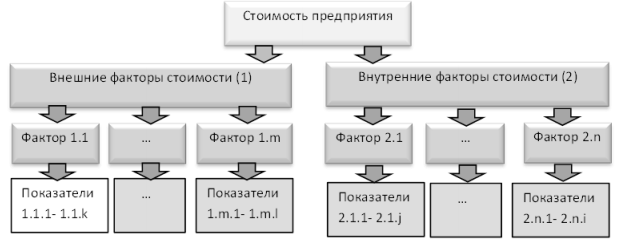 Стоимость предприятия
Внешние факторы стоимости (1)
Внутренние факторы стоимости (2)
Фактор 1.1
...
Фактор 1.m
Фактор 2.1
...
Фактор 2.n
Показатели
1.1.1- 1.1.k
...
Показатели
1.m.1- 1.m.l
Показатели
2.1.1- 2.1.j
...
Показатели
2.n.1- 2.n.i